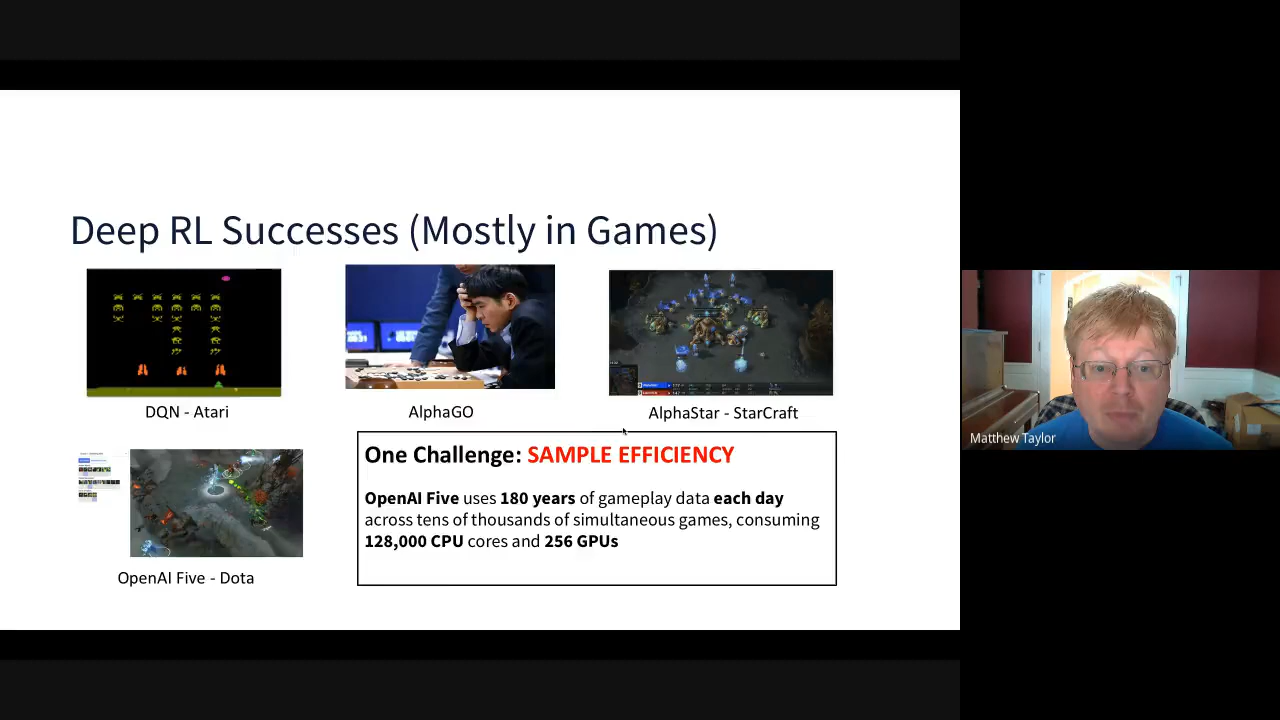 Deep RL Successes (Mostly in Games)
DQN - Atari
AlphaGO
AlphaStar - StarCraft
One Challenge: SAMPLE EFFICIENCY
OpenAI Five uses 180 years of gameplay data each day
across tens of thousands of simultaneous games, consuming
128,000 CPU cores and 256 GPUs
OpenAI Five - Dota
Matthew Taylor